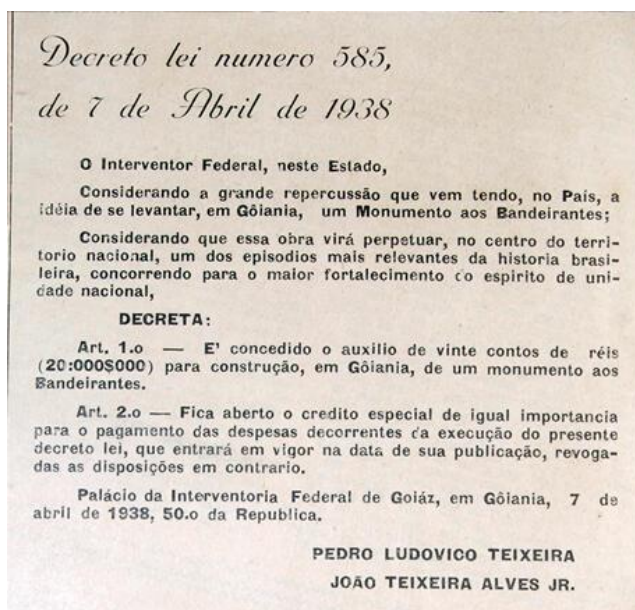 Decreto lei numero 585,
de 7 de Abril de 1938
O Interventor Federal, neste Estado,
Considerando a grande repercussão que vem tendo, no País, a
idéia de se levantar, em Gôiania, um Monumento aos Bandeirantes;
Considerando que essa obra virá perpetuar, no centro do terri-
torio nacional, um dos episodios mais relevantes da historia brasi-
leira, concorrendo para o maior fortalecimento do espirito de uni-
dade nacional,
DECRETA:
Art. 1.o — E' concedido o auxilio de vinte contos de réis
(20:000$000) para construção, em Gôiania, de um monumento aos
Bandeirantes.
Art. 2.o — Fica aberto o credito especial de igual importancia
para o pagamento das despesas decorrentes da execução do presente
decreto lei, que entrará em vigor na data de sua publicação, revoga-
das as disposições em contrario.
Palácio da Interventoria Federal de Goiáz, em Gôiania, 7 de
abril de 1938, 50.o da Republica.
PEDRO LUDOVICO TEIXEIRA
JOÃO TEIXEIRA ALVES JR.